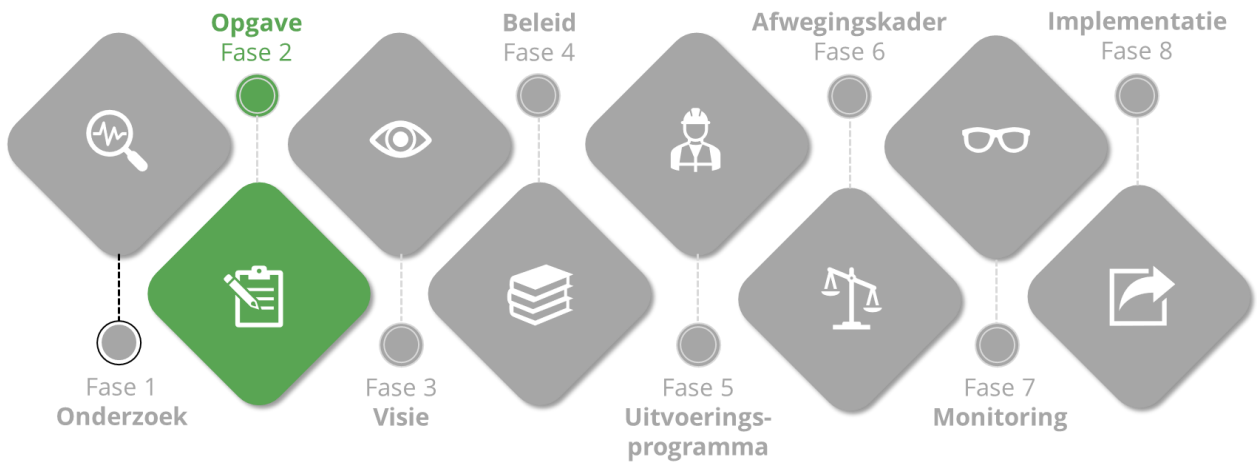 Opgave
Fase 2
Beleid
Fase 4
Afwegingskader
Fase 6
Implementatie
Fase 8
Fase 1
Onderzoek
Fase 3
Visie
Fase 5
Uitvoerings-
programma
Fase 7
Monitoring